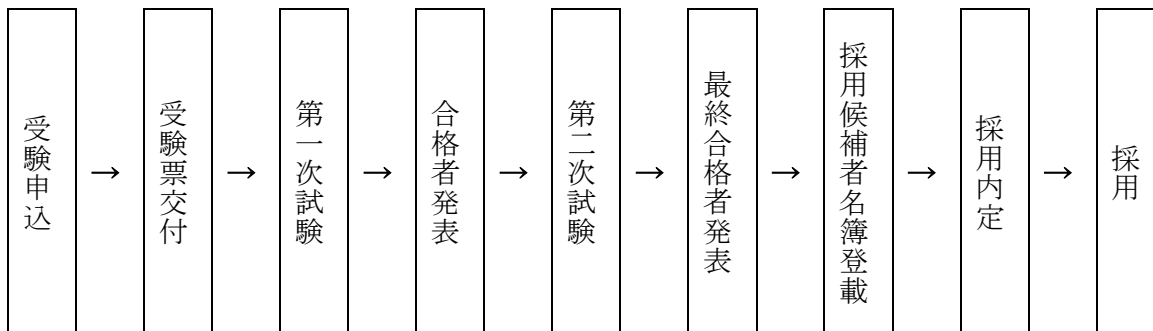 受験申込
→
受験票交付
→
第一次試験
→
合格者発表
→
第二次試験
→
最終合格者発表
→
採用候補者名簿登載
→
採用内定
→
採用